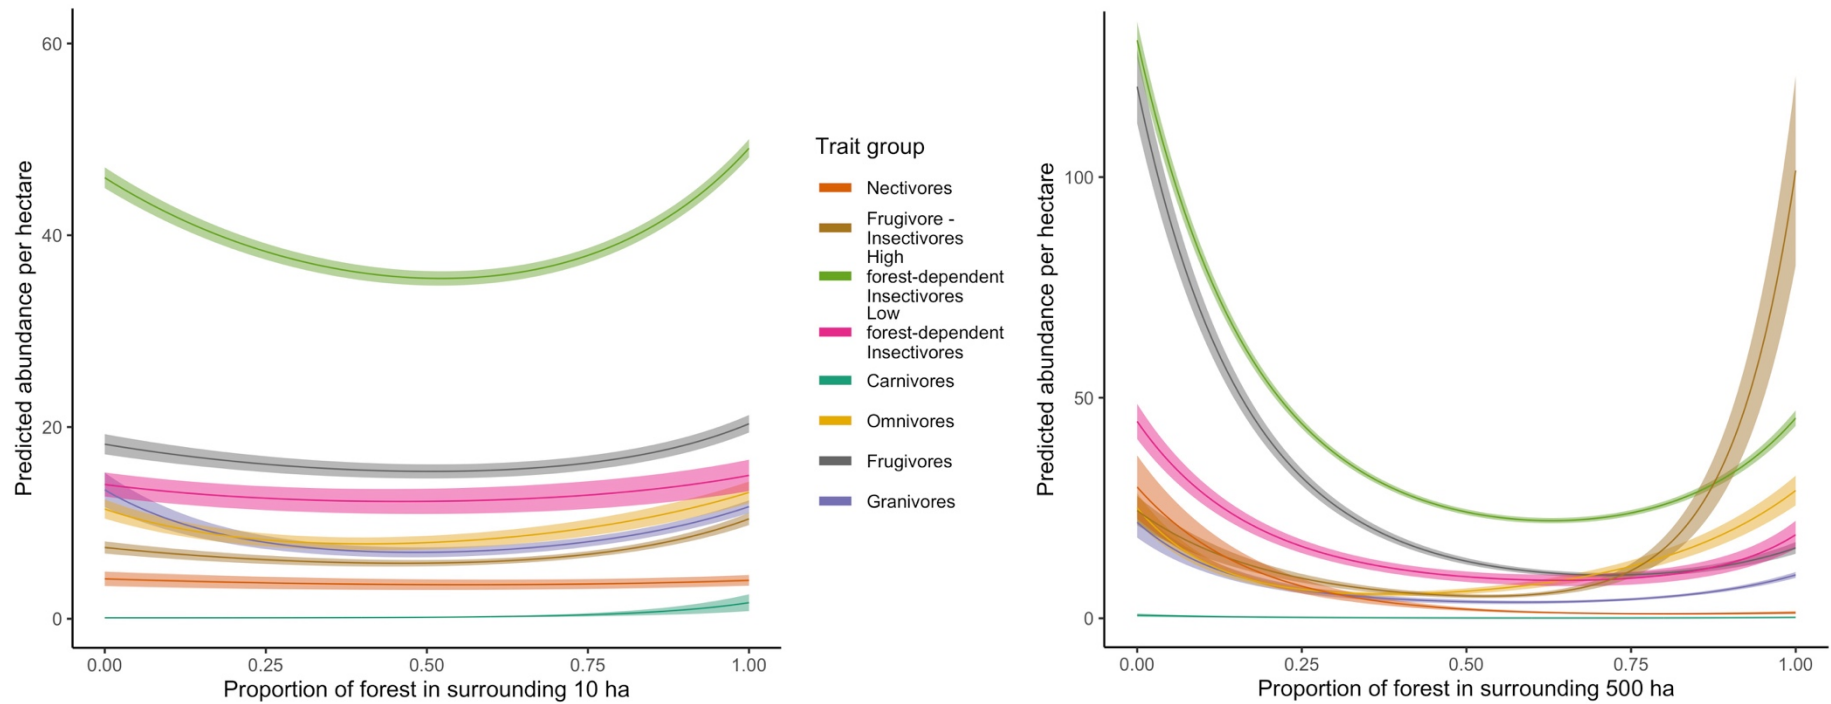 Predicted abundance per hectare
60
40
20
0
0.00 0.25 0.50 0.75 1.00
Proportion of forest in surrounding 10 ha
Trait group
Nectivores
Frugivore -
Insectivores
High
forest-dependent
Insectivores
Low
forest-dependent
Insectivores
Carnivores
Omnivores
Frugivores
Granivores
Predicted abundance per hectare
100
50
0
0.00 0.25 0.50 0.75 1.00
Proportion of forest in surrounding 500 ha